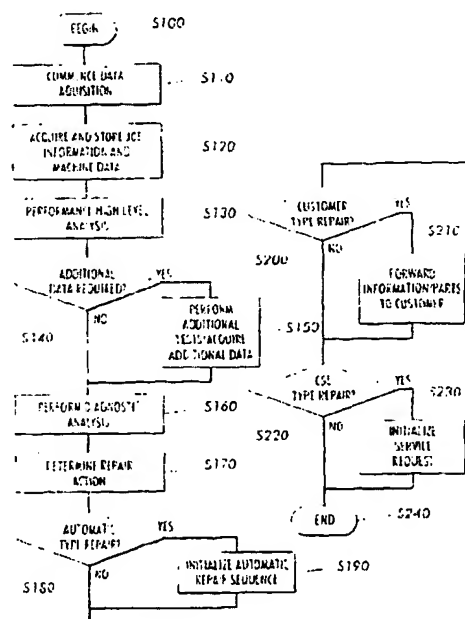 BEGIN
S100
COMMENCE DATA
AQUISITION
S110
ACQUIRE AND STORE JOB
INFORMATION AND
MACHINE DATA
S120
PERFORMANCE HIGH LEVEL
ANALYSIS
S130
ADDITIONAL
DATA REQUIRED?
YES
NO
S140
PERFORM
ADDITIONAL
TESTS/ACQUIRE
ADDITIONAL DATA
S150
PERFORM DIAGNOSTIC
ANALYSIS
S160
DETERMINE REPAIR
ACTION
S170
AUTOMATIC
TYPE REPAIR?
YES
NO
S180
INITIALIZE AUTOMATIC
REPAIR SEQUENCE
S190
CUSTOMER
TYPE REPAIR?
YES
NO
S200
S210
FORWARD
INFORMATION/PARTS
TO CUSTOMER
CSE
TYPE REPAIR?
YES
NO
S220
S230
INITIALIZE
SERVICE
REQUEST
END
S240